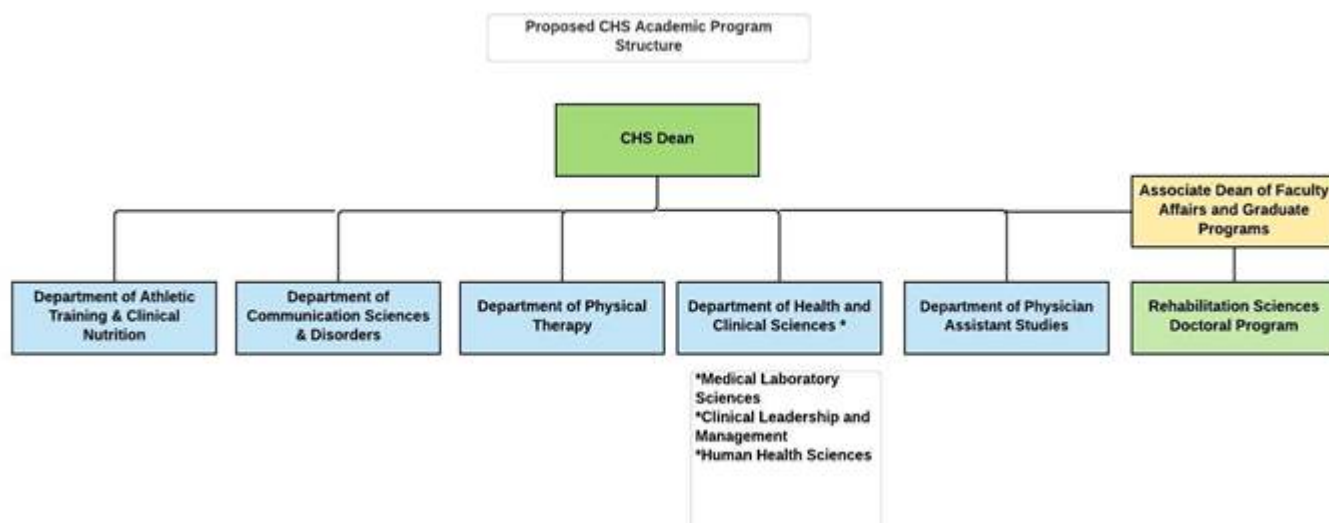 Proposed CHS Academic Program
Structure
CHS Dean
Associate Dean of Faculty
Affairs and Graduate
Programs
Department of Athletic
Training & Clinical
Nutrition
Department of
Communication Sciences
& Disorders
Department of Physical
Therapy
Department of Health and
Clinical Sciences *
Department of Physician
Assistant Studies
Rehabilitation Sciences
Doctoral Program
*Medical Laboratory
Sciences
*Clinical Leadership and
Management
*Human Health Sciences